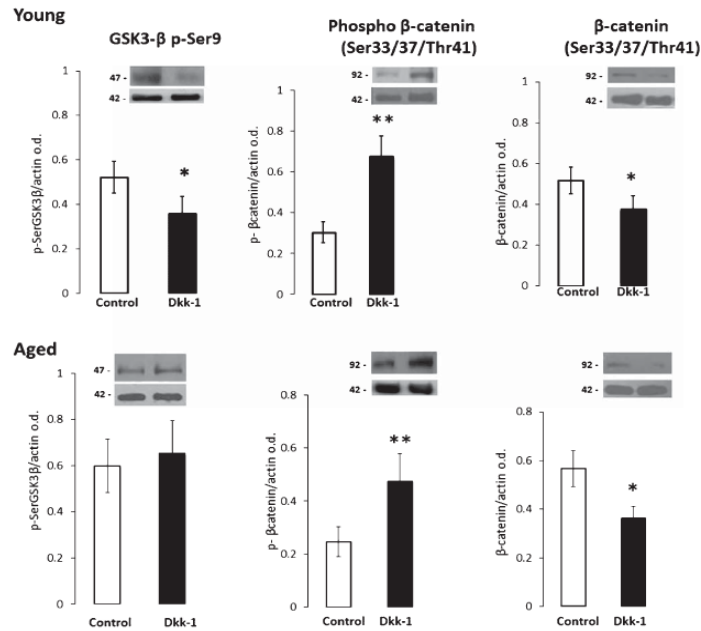 Young
GSK3-β p-Ser9
Phospho β-catenin
(Ser33/37/Thr41)
β-catenin
(Ser33/37/Thr41)
47 -
42 -
92 -
42 -
92 -
42 -
p-SerGSK3β/actin o.d.
1
0.8
0.6
0.4
0.2
0
*
Control
Dkk-1
p- βcatenin/actin o.d.
1
0.8
0.6
0.4
0.2
0
**
Control
Dkk-1
β-catenin/actin o.d.
1
0.8
0.6
0.4
0.2
0
*
Control
Dkk-1
Aged
47 -
42 -
92 -
42 -
92 -
42 -
p-SerGSK3β/actin o.d.
1
0.8
0.6
0.4
0.2
0
Control
Dkk-1
p- βcatenin/actin o.d.
0.8
0.6
0.4
0.2
0
**
Control
Dkk-1
β-catenin/actin o.d.
0.8
0.6
0.4
0.2
0
*
Control
Dkk-1